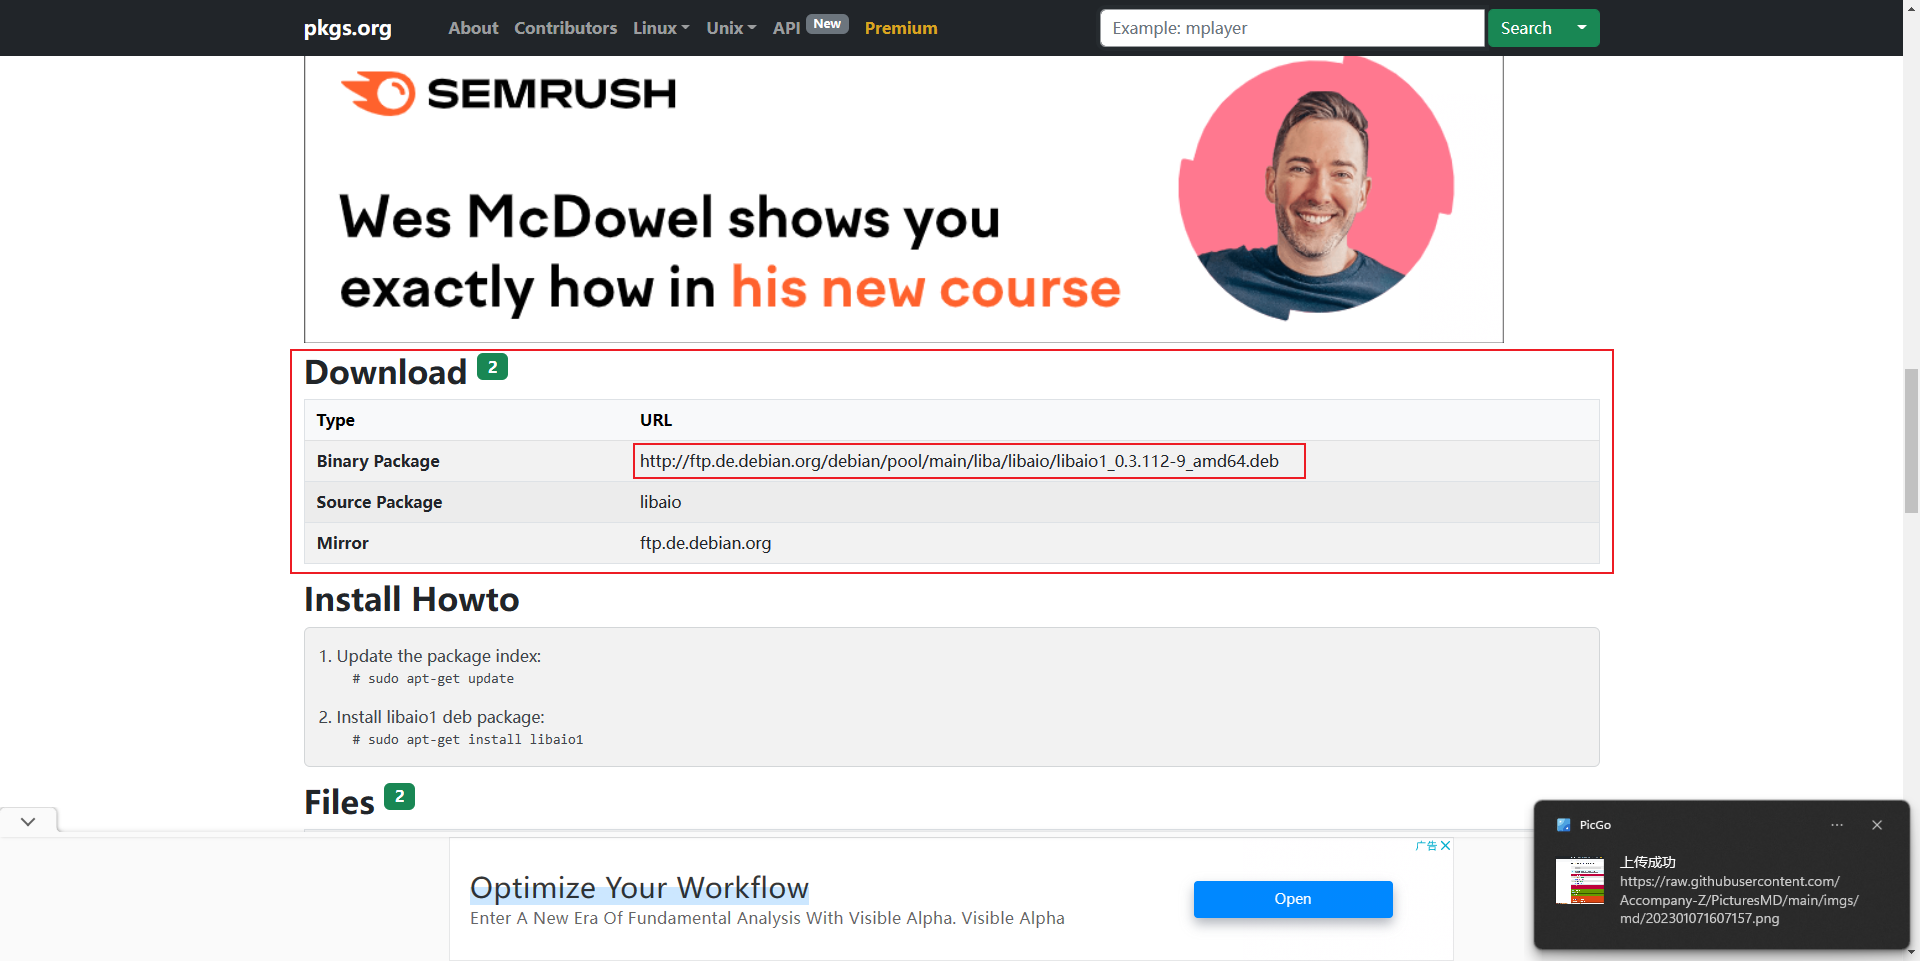 pkgs.org
About Contributors Linux Unix API New Premium
Example: mplayer
Search
SEMRUSH
Wes McDowel shows you
exactly how in his new course
Download 2
Type URL
Binary Package http://ftp.de.debian.org/debian/pool/main/liba/libaio/libaio1_0.3.112-9_amd64.deb
Source Package libaio
Mirror ftp.de.debian.org
Install Howto
1. Update the package index:
# sudo apt-get update
2. Install libaio1 deb package:
# sudo apt-get install libaio1
Files 2
广告
Optimize Your Workflow
Enter A New Era Of Fundamental Analysis With Visible Alpha. Visible Alpha
Open
PicGo
上传成功
https://raw.githubusercontent.com/
Accompany-Z/PicturesMD/main/imgs/
md/202301071607157.png